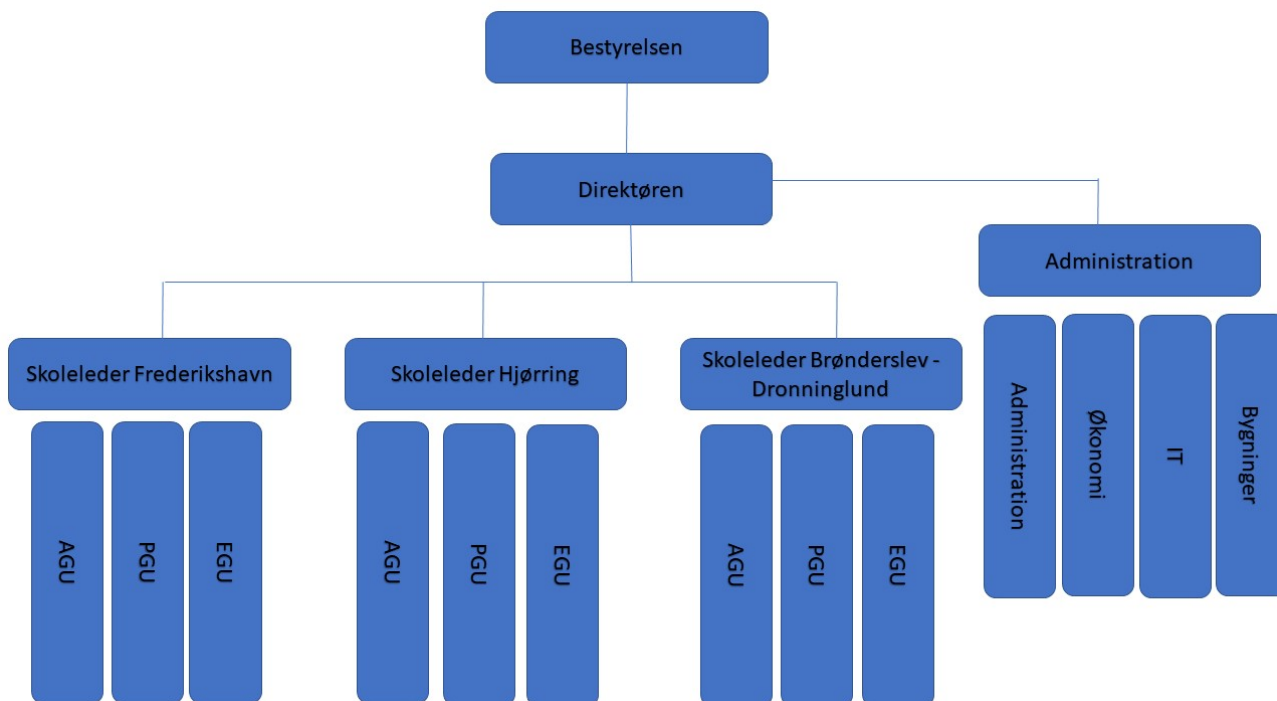 Bestyrelsen
Direktøren
Administration
Skoleleder Frederikshavn
Skoleleder Hjørring
Skoleleder Brønderslev -
Dronninglund
AGU
PGU
EGU
AGU
PGU
EGU
AGU
PGU
EGU
Administration
Økonomi
IT
Bygninger